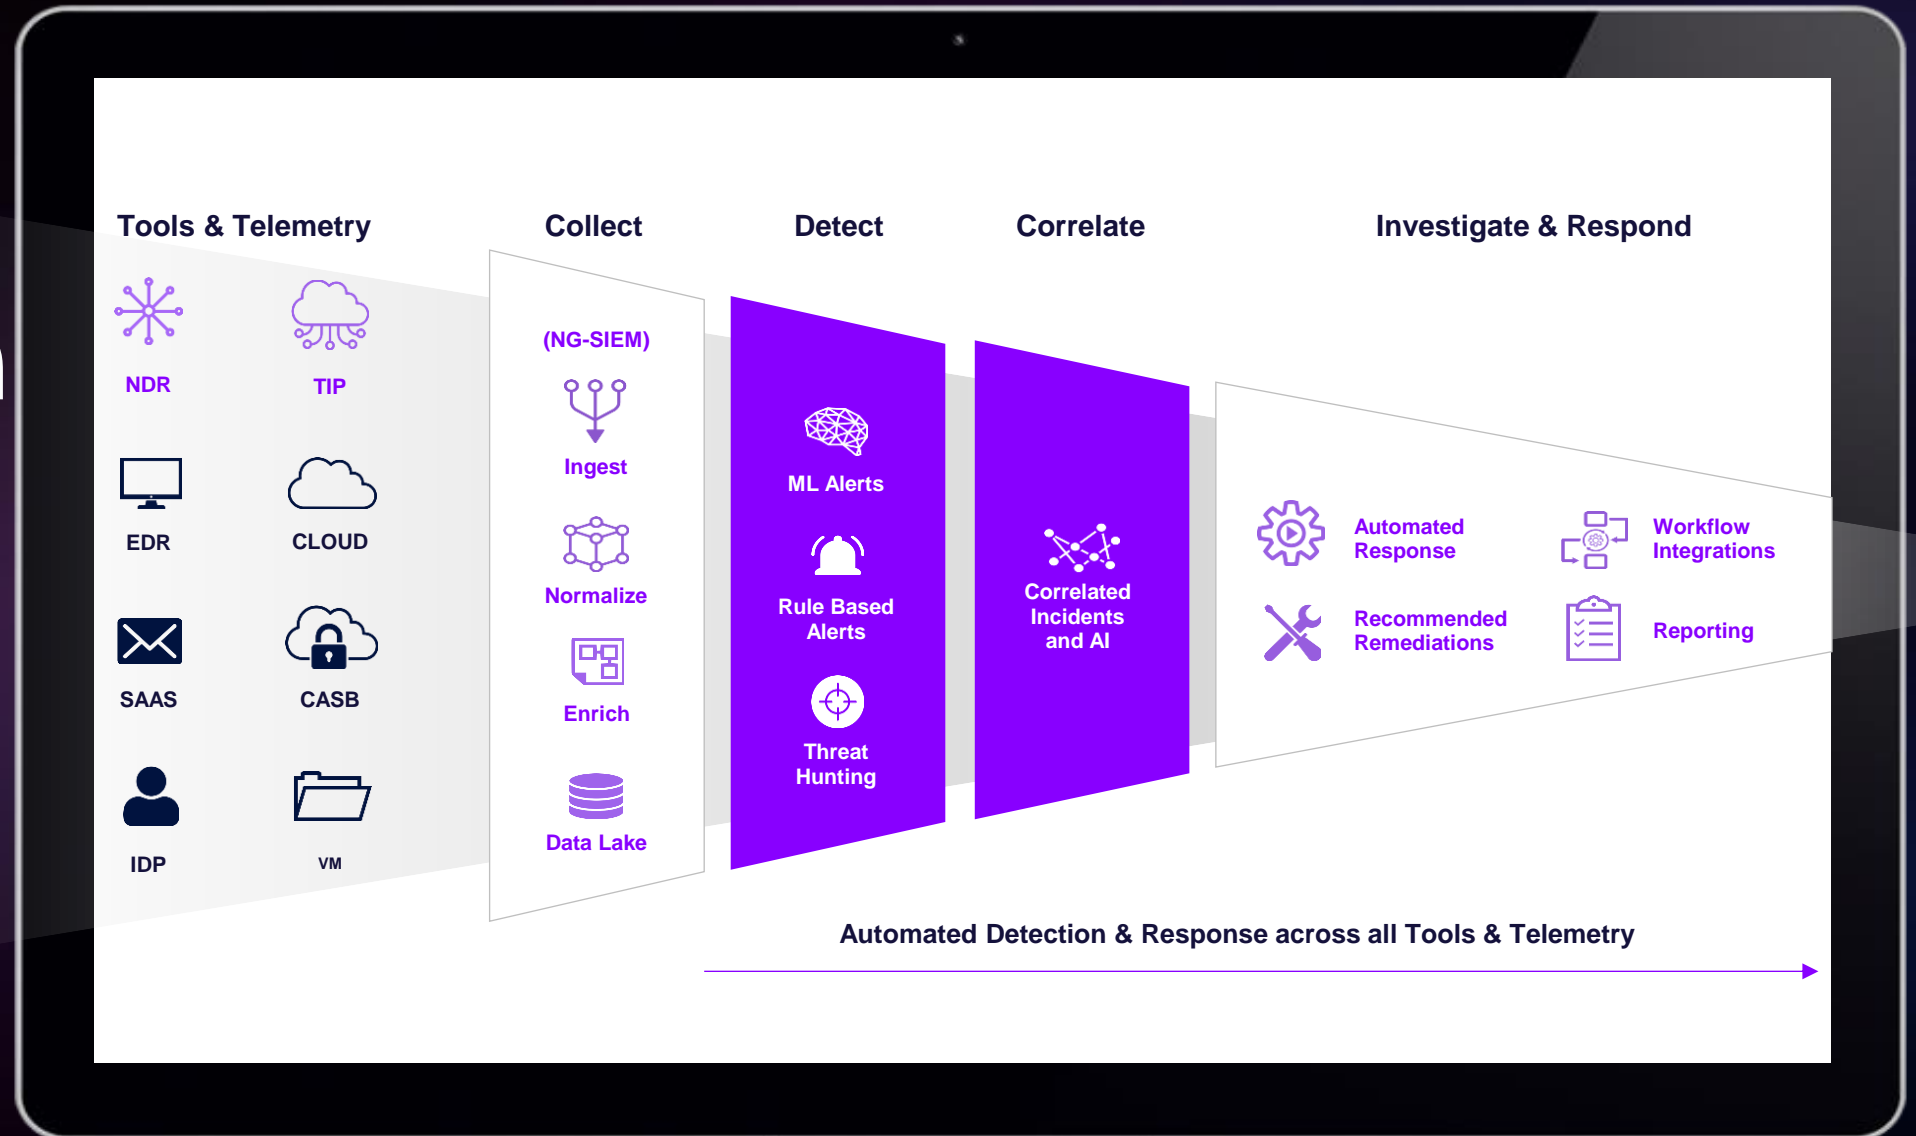 Tools & Telemetry
Collect
Detect
Correlate
Investigate & Respond
NDR
TIP
EDR
CLOUD
SAAS
CASB
IDP
VM
(NG-SIEM)
Ingest
Normalize
Enrich
Data Lake
ML Alerts
Rule Based
Alerts
Threat
Hunting
Correlated
Incidents
and AI
Automated
Response
Workflow
Integrations
Recommended
Remediations
Reporting
Automated Detection & Response across all Tools & Telemetry